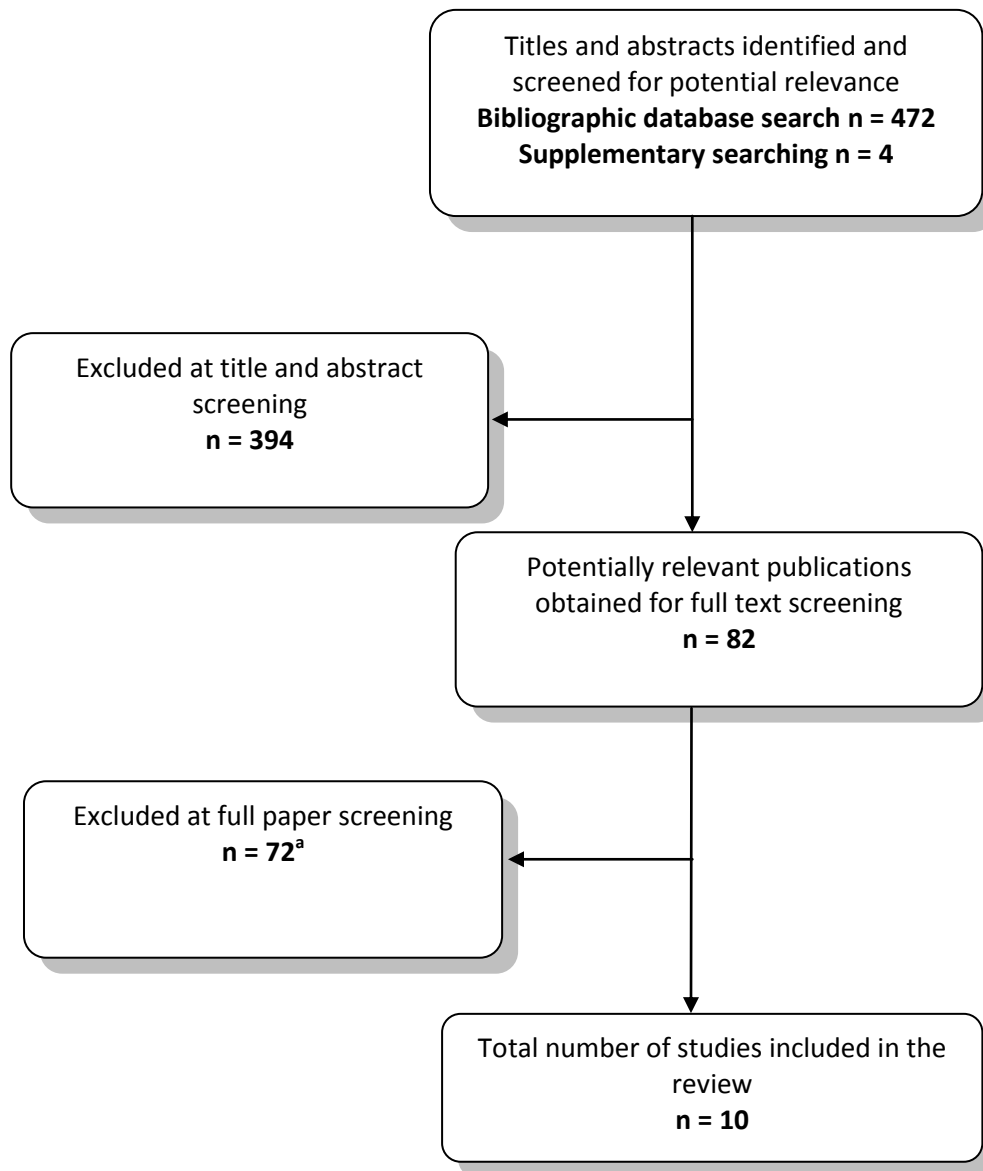 Titles and abstracts identified and
screened for potential relevance
Bibliographic database search n = 472
Supplementary searching n = 4
Excluded at title and abstract
screening
n = 394
Potentially relevant publications
obtained for full text screening
n = 82
Excluded at full paper screening
n = 72ᵃ
Total number of studies included in the
review
n = 10